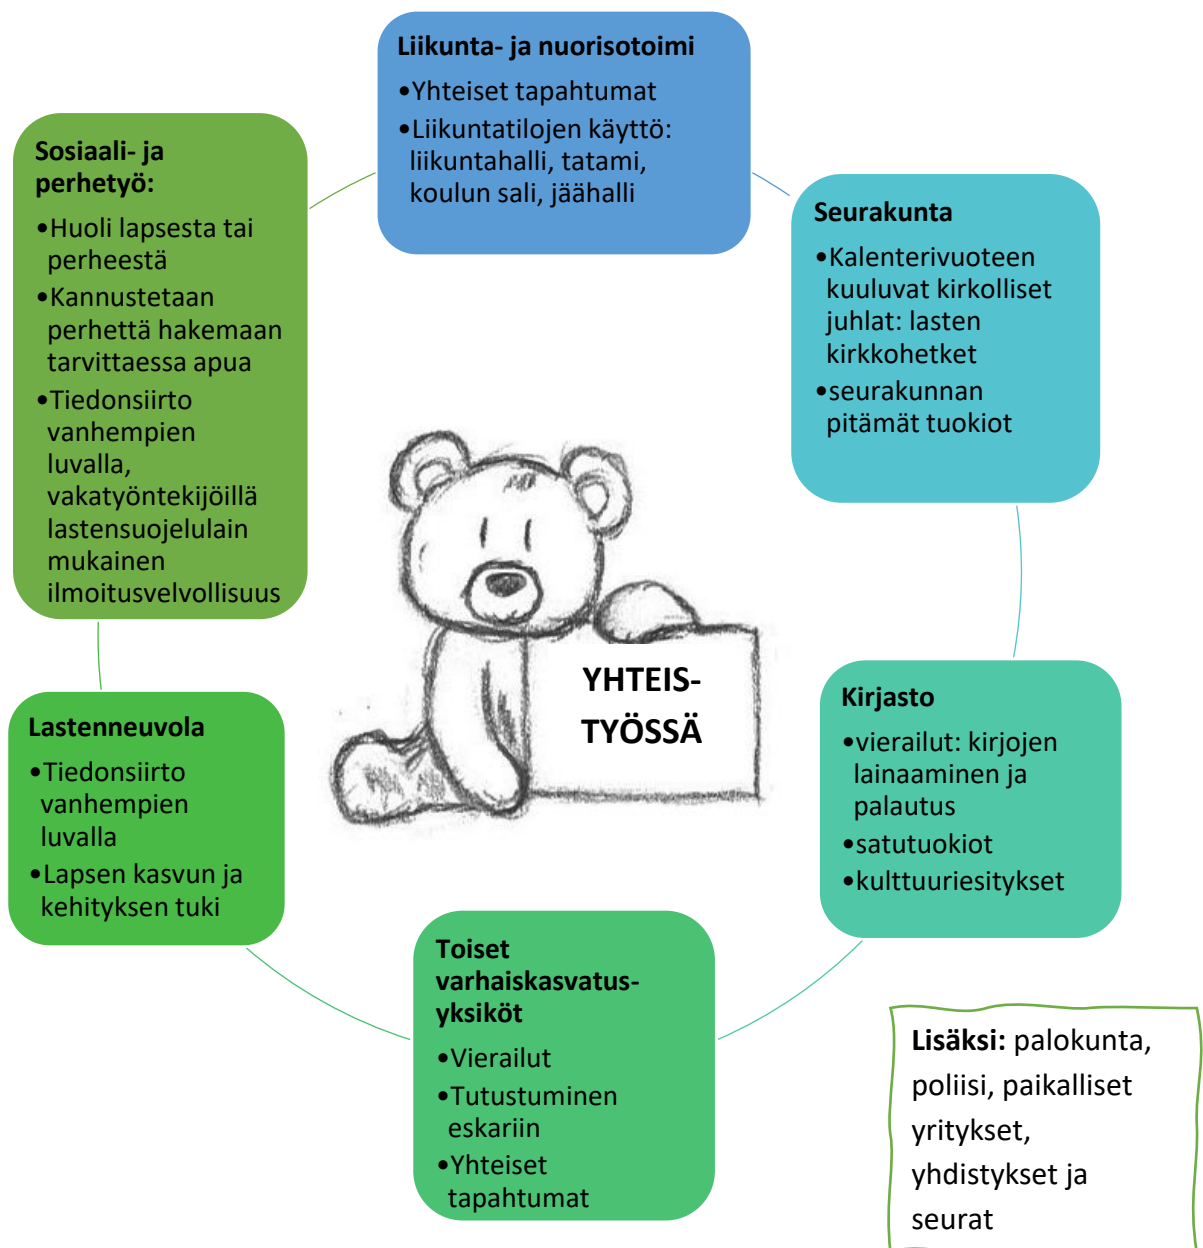 Liikunta- ja nuorisotoimi
•Yhteiset tapahtumat
•Liikuntatilojen käyttö:
liikuntahalli, tatami,
koulun sali, jäähalli
Seurakunta
•Kalenterivuoteen
kuuluvat kirkolliset
juhlat: lasten
kirkkohetket
•seurakunnan
pitämät tuokiot
Kirjasto
•vierailut: kirjojen
lainaaminen ja
palautus
•satutuokiot
•kulttuuriesitykset
Toiset
varhaiskasvatus-
yksiköt
•Vierailut
•Tutustuminen
eskariin
•Yhteiset
tapahtumat
Lastenneuvola
•Tiedonsiirto
vanhempien
luvalla
•Lapsen kasvun ja
kehityksen tuki
Sosiaali- ja
perhetyö:
•Huoli lapsesta tai
perheestä
•Kannustetaan
perhettä hakemaan
tarvittaessa apua
•Tiedonsiirto
vanhempien
luvalla,
vakatyöntekijöillä
lastensuojelulain
mukainen
ilmoitusvelvollisuus
YHTEIS-
TYÖSSÄ
Lisäksi: palokunta,
poliisi, paikalliset
yritykset,
yhdistykset ja
seurat